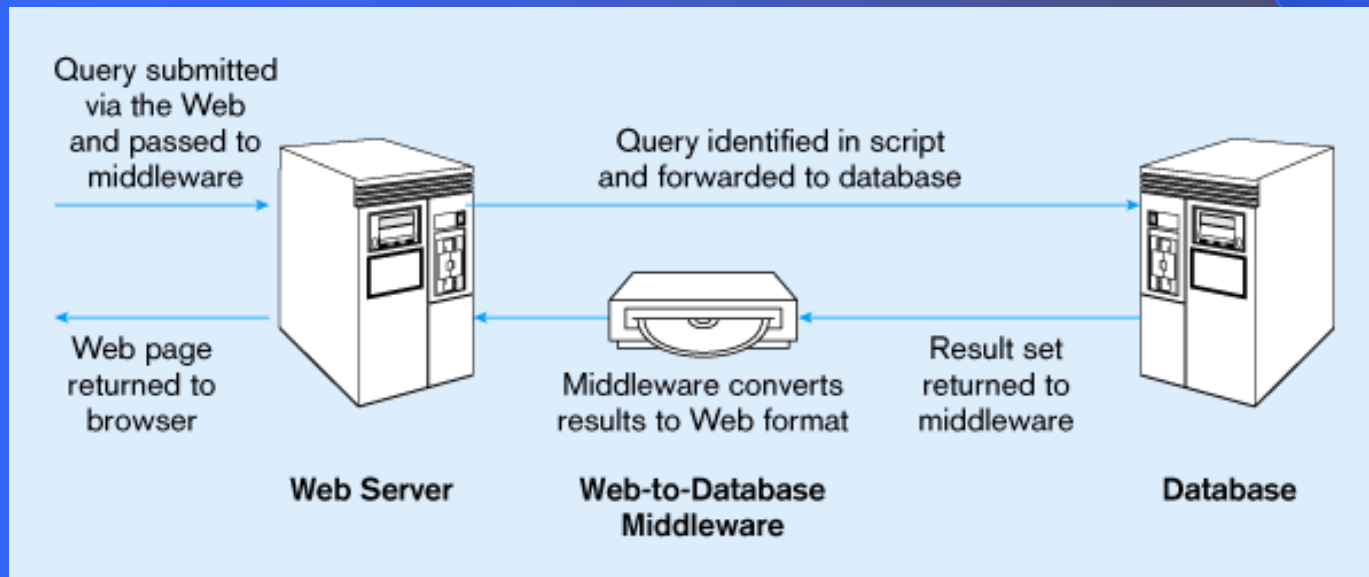 Query submitted
via the Web
and passed to
middleware
Query identified in script
and forwarded to database
Web page
returned to
browser
Middleware converts
results to Web format
Result set
returned to
middleware
Web Server
Web-to-Database
Middleware
Database